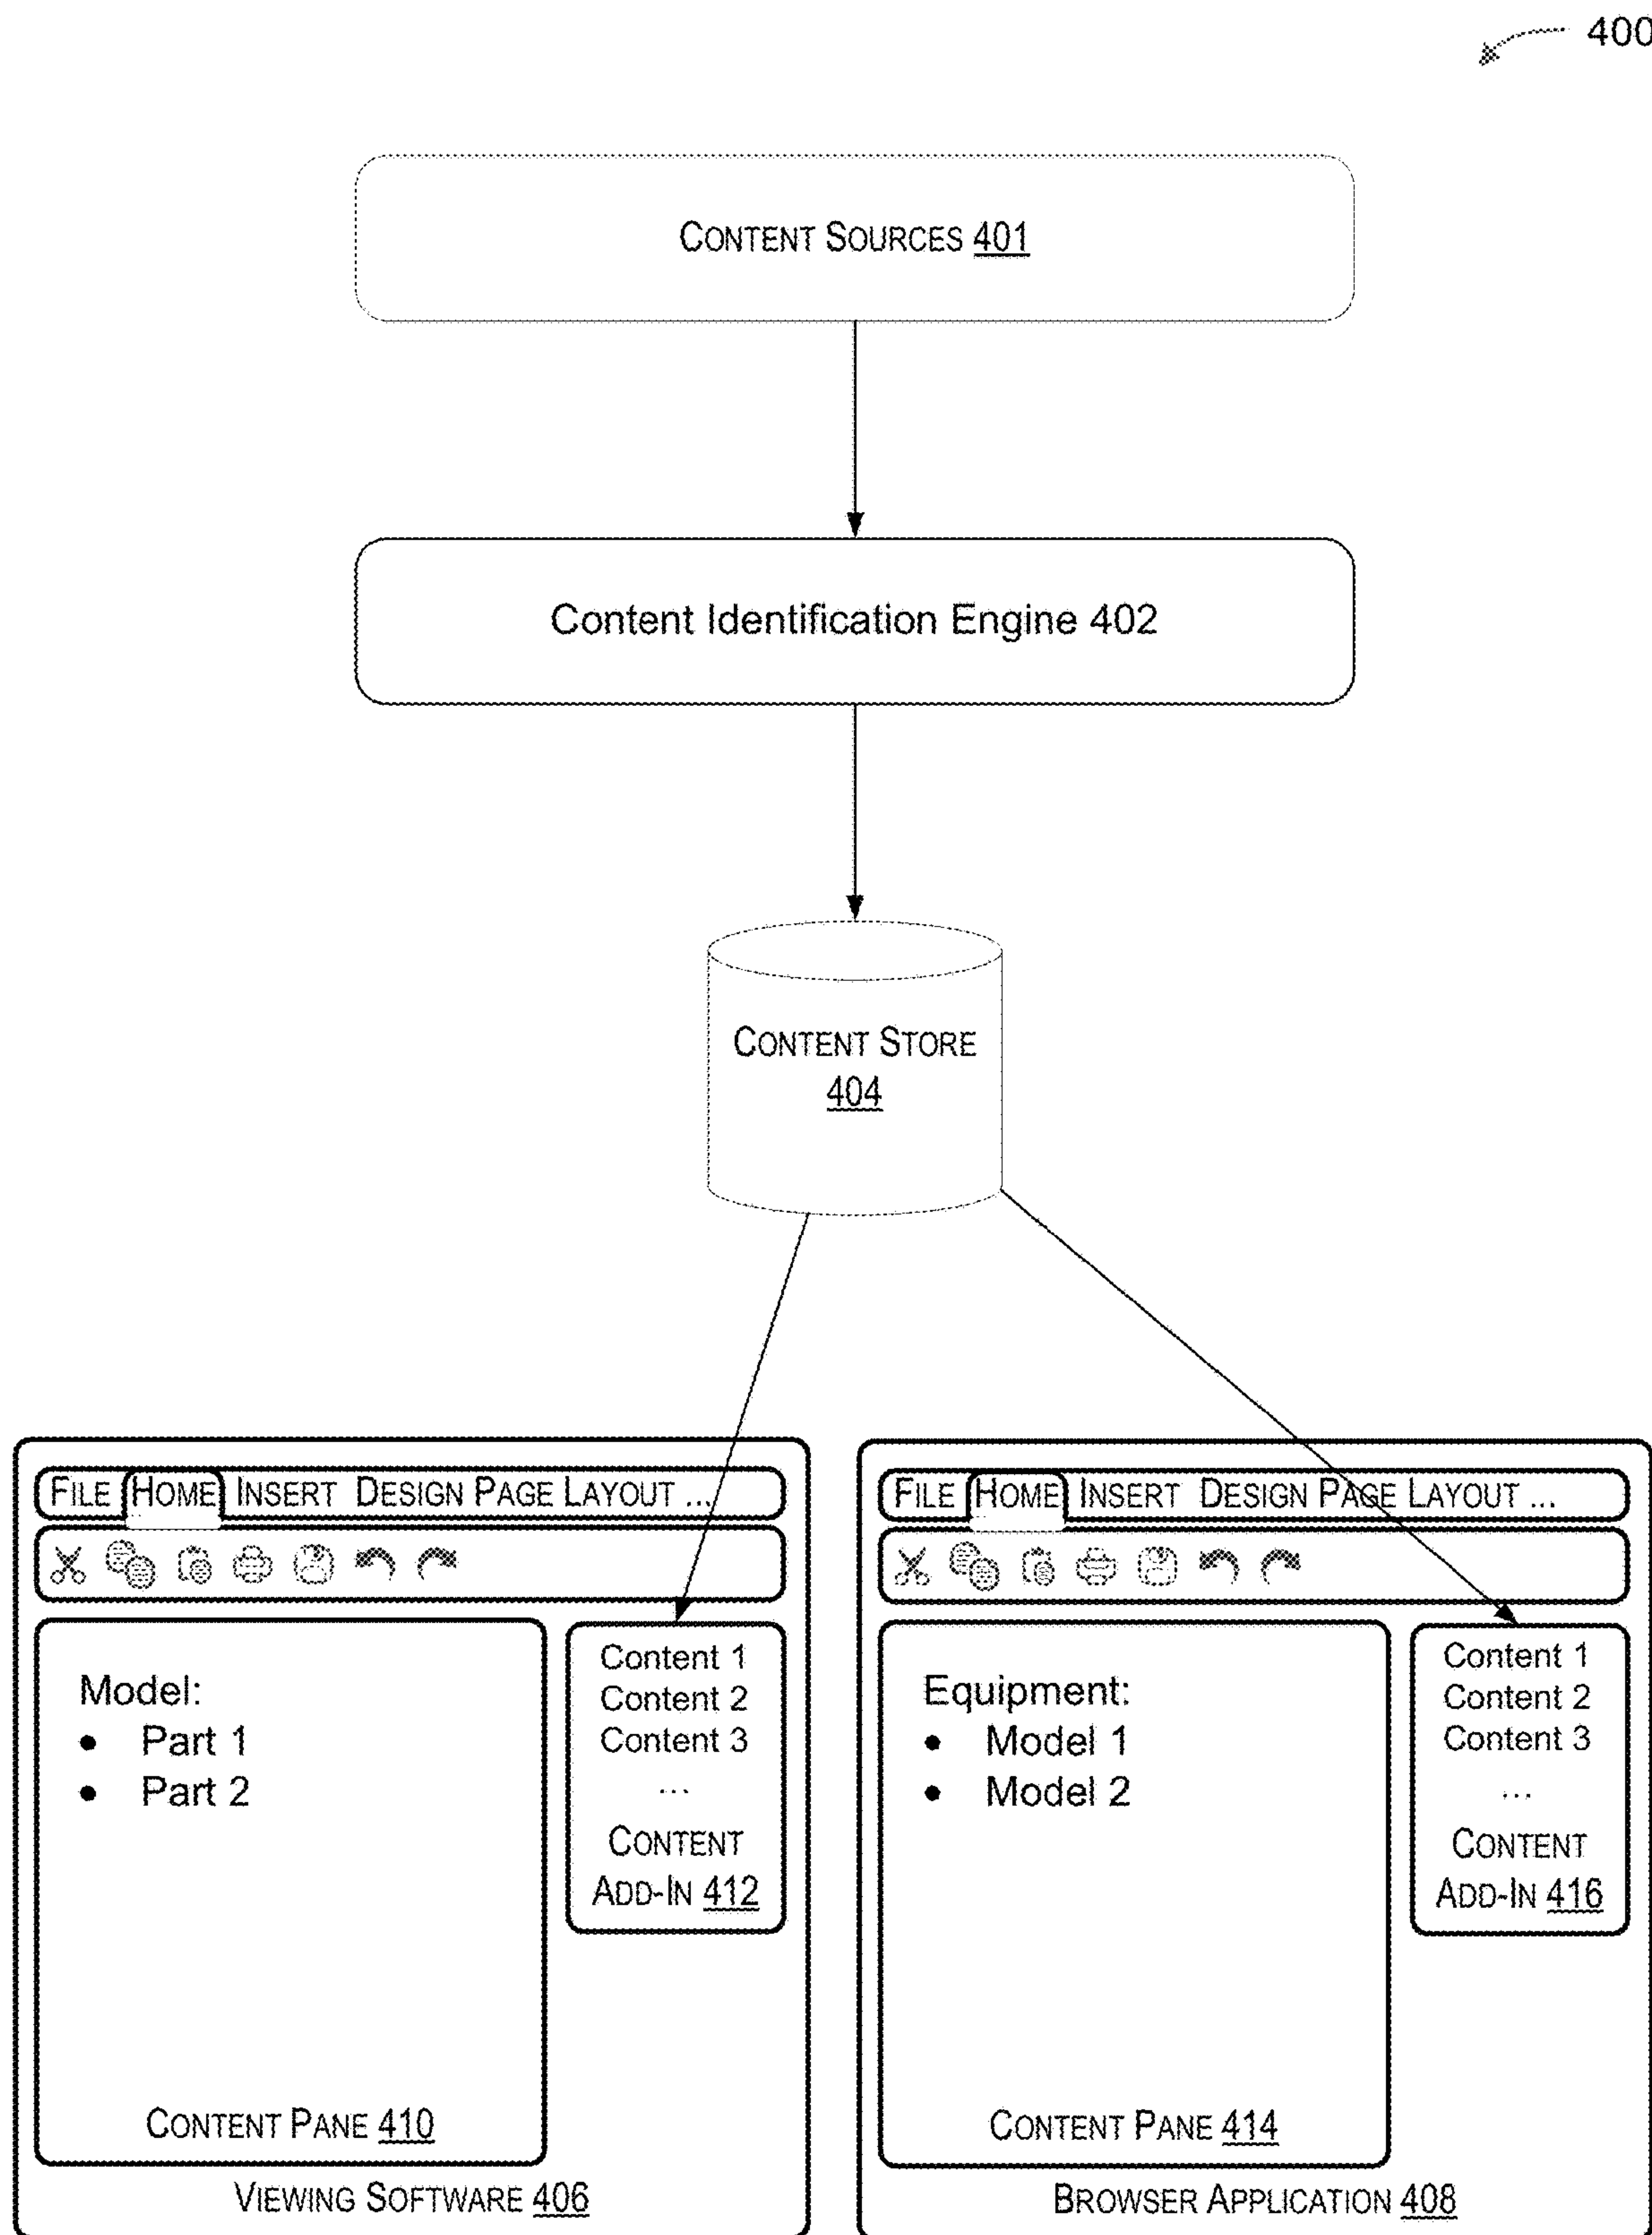 400
CONTENT SOURCES 401
Content Identification Engine 402
CONTENT STORE
404
FILE HOME INSERT DESIGN PAGE LAYOUT ...
Model:
• Part 1
• Part 2
CONTENT PANE 410
Content 1
Content 2
Content 3
...
CONTENT
ADD-IN 412
VIEWING SOFTWARE 406
FILE HOME INSERT DESIGN PAGE LAYOUT ...
Equipment:
• Model 1
• Model 2
CONTENT PANE 414
Content 1
Content 2
Content 3
...
CONTENT
ADD-IN 416
BROWSER APPLICATION 408